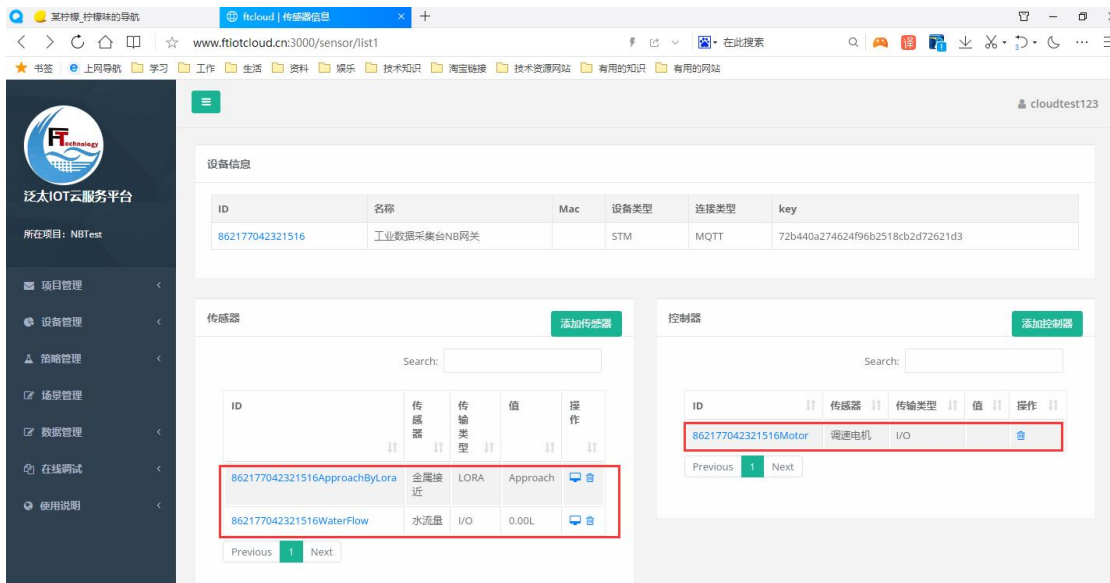 某柠檬_柠檬味的导航
ftcloud | 传感器信息
www.ftiotcloud.cn:3000/sensor/list1
在此搜索
书签 上网导航 学习 工作 生活 资料 娱乐 技术知识 淘宝链接 技术资源网站 有用的知识 有用的网站
cloudtest123
FT Technology
泛太IOT云服务平台
所在项目：NBTest
项目管理
设备管理
策略管理
场景管理
数据管理
在线调试
使用说明
设备信息
ID 名称 Mac 设备类型 连接类型 key
862177042321516 工业数据采集台NB网关 STM MQTT 72b440a274624f96b2518cb2d72621d3
传感器 添加传感器
Search:
ID 传感器 传输类型 值 操作
862177042321516ApproachByLora 金属接近 LORA Approach
862177042321516WaterFlow 水流量 I/O 0.00L
Previous 1 Next
控制器 添加控制器
Search:
ID 传感器 传输类型 值 操作
862177042321516Motor 调速电机 I/O
Previous 1 Next